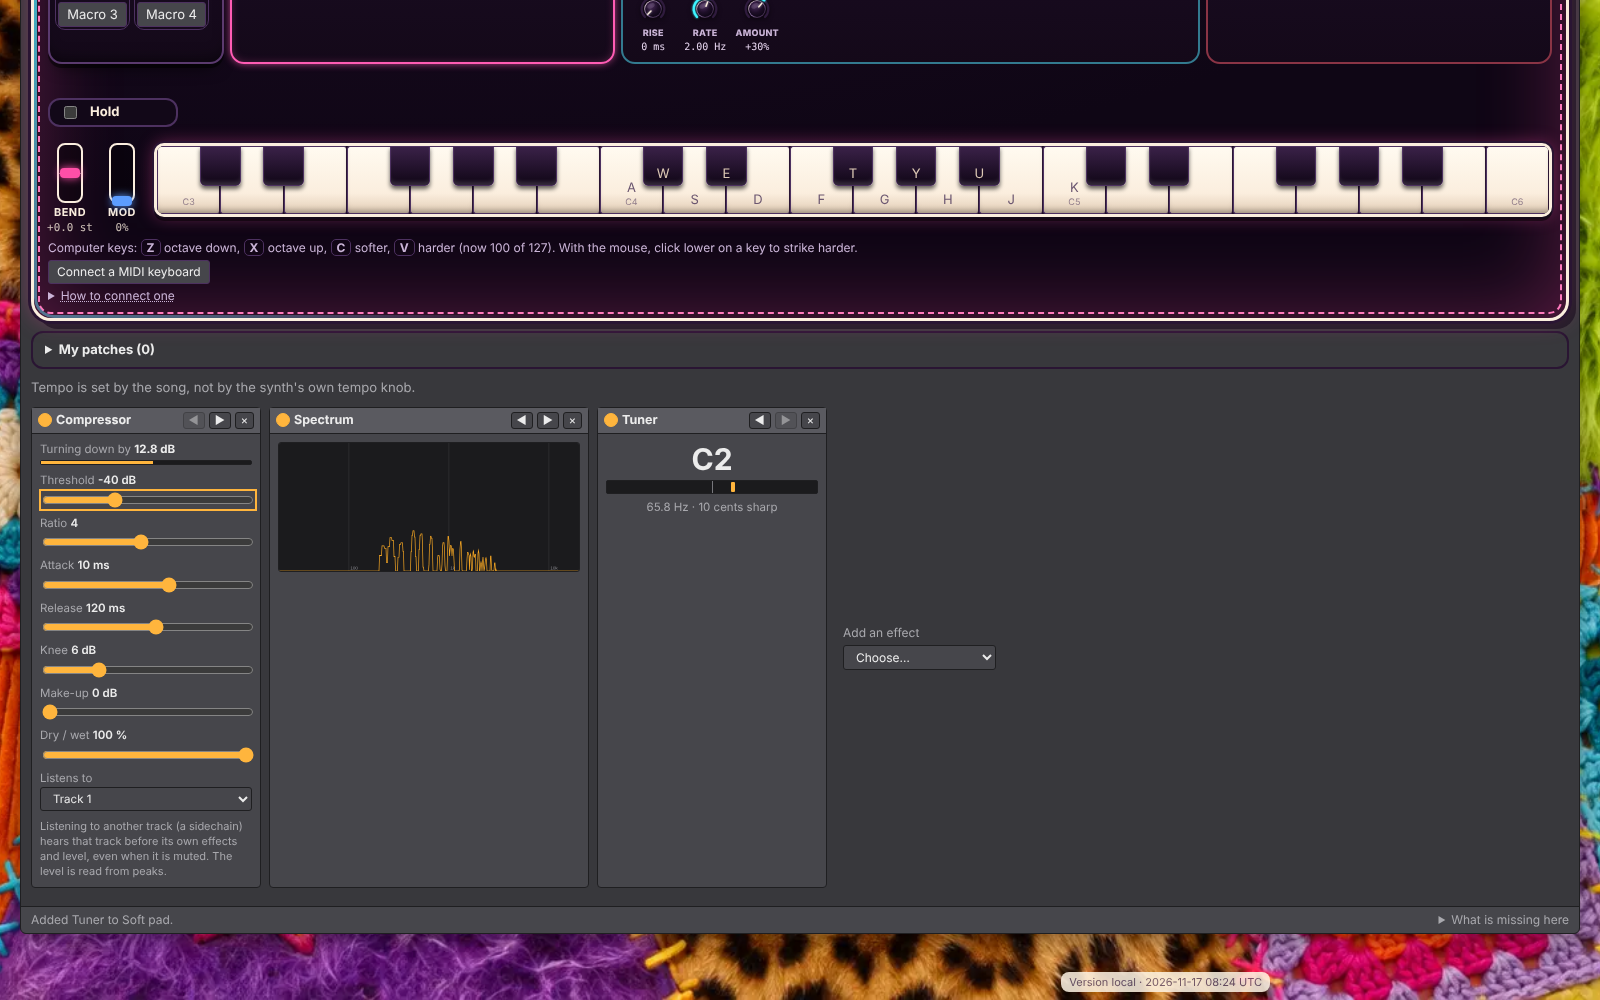 Macro 3 Macro 4
RISE RATE AMOUNT
0 ms 2.00 Hz +30%
Hold
W E T Y U
A K
C3 C4 S D F G H J C5 C6
BEND MOD
+0.0 st 0%
Computer keys: Z octave down, X octave up, C softer, V harder (now 100 of 127). With the mouse, click lower on a key to strike harder.
Connect a MIDI keyboard
How to connect one
My patches (0)
Tempo is set by the song, not by the synth's own tempo knob.
Compressor
Turning down by 12.8 dB
Threshold -40 dB
Ratio 4
Attack 10 ms
Release 120 ms
Knee 6 dB
Make-up 0 dB
Dry / wet 100 %
Listens to
Track 1
Listening to another track (a sidechain)
hears that track before its own effects
and level, even when it is muted. The
level is read from peaks.
Spectrum
Tuner
C2
65.8 Hz · 10 cents sharp
Add an effect
Choose...
Added Tuner to Soft pad.
What is missing here
Version local · 2026-11-17 08:24 UTC